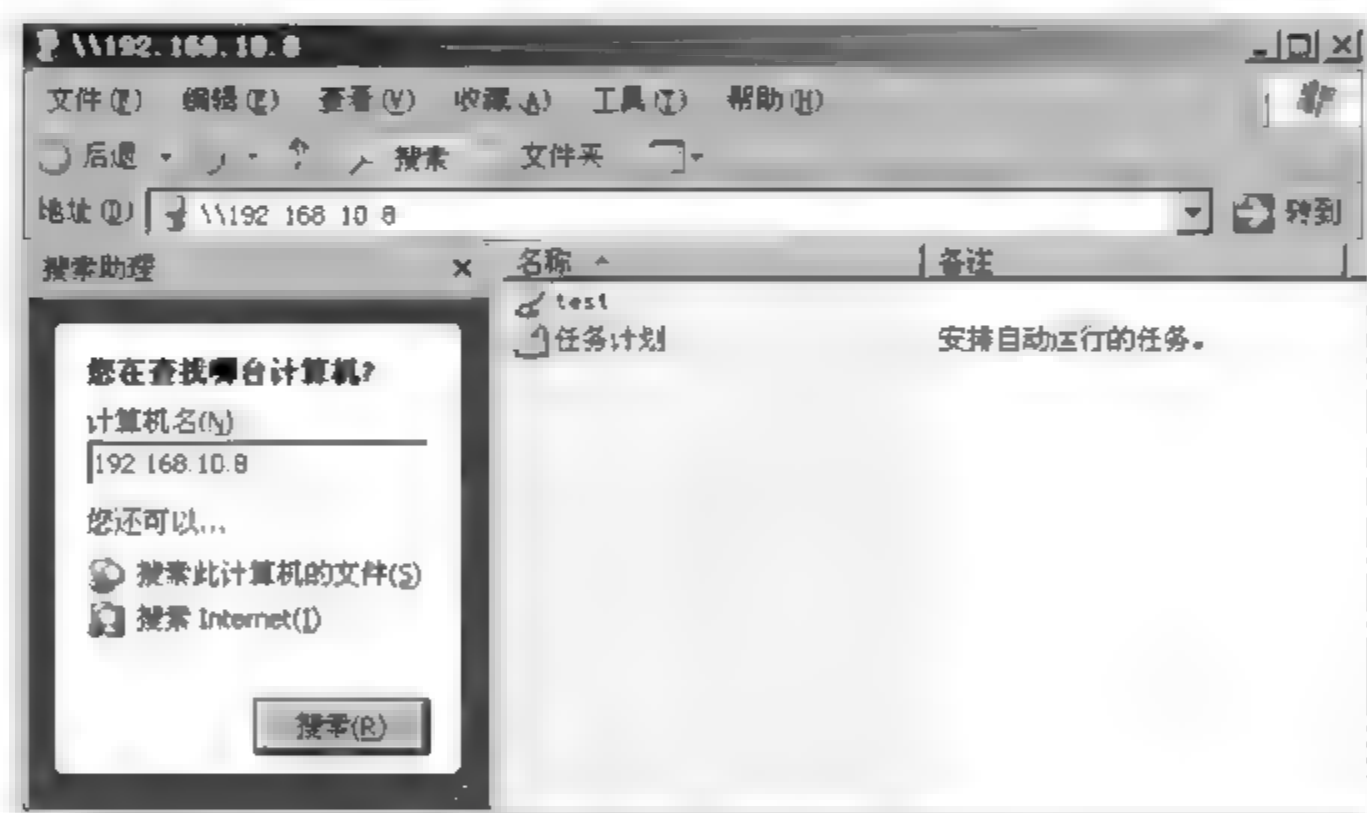 \\192.168.10.8
文件(F) 编辑(E) 查看(V) 收藏(A) 工具(T) 帮助(H)
后退 搜索 文件夹
地址(D) \\192 168 10 8 转到
搜索助理 × 名称 备注
test
任务计划 安排自动运行的任务。
您在查找哪台计算机?
计算机名(N)
192 168.10.8
您还可以...
搜索此计算机的文件(S)
搜索 Internet(I)
搜索(R)